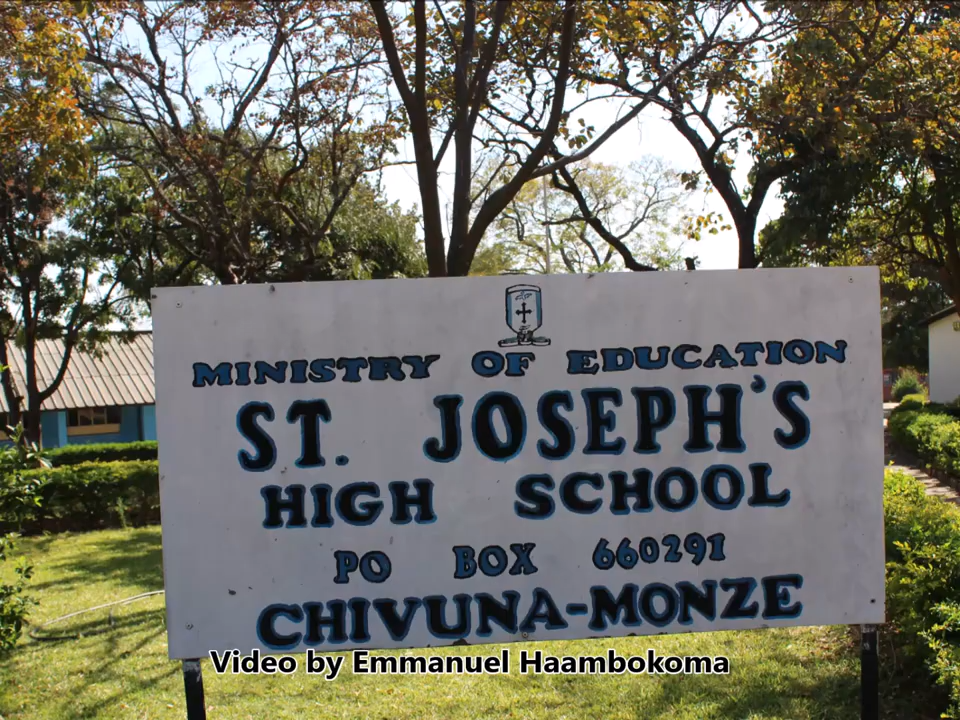 MINISTRY OF EDUCATION
ST. JOSEPH'S
HIGH SCHOOL
PO BOX 660291
CHIVUNA-MONZE
Video by Emmanuel Haambokoma